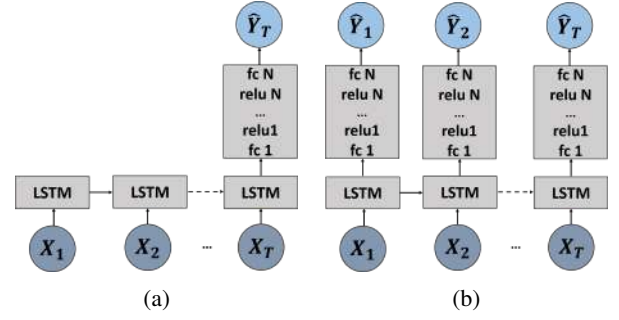 Ŷ_T Ŷ_1 Ŷ_2 Ŷ_T
fc N fc N fc N fc N
relu N relu N relu N relu N
... ... ... ...
relu1 relu1 relu1 relu1
fc 1 fc 1 fc 1 fc 1
LSTM LSTM LSTM LSTM LSTM LSTM
X_1 X_2 ... X_T X_1 X_2 ... X_T
(a) (b)